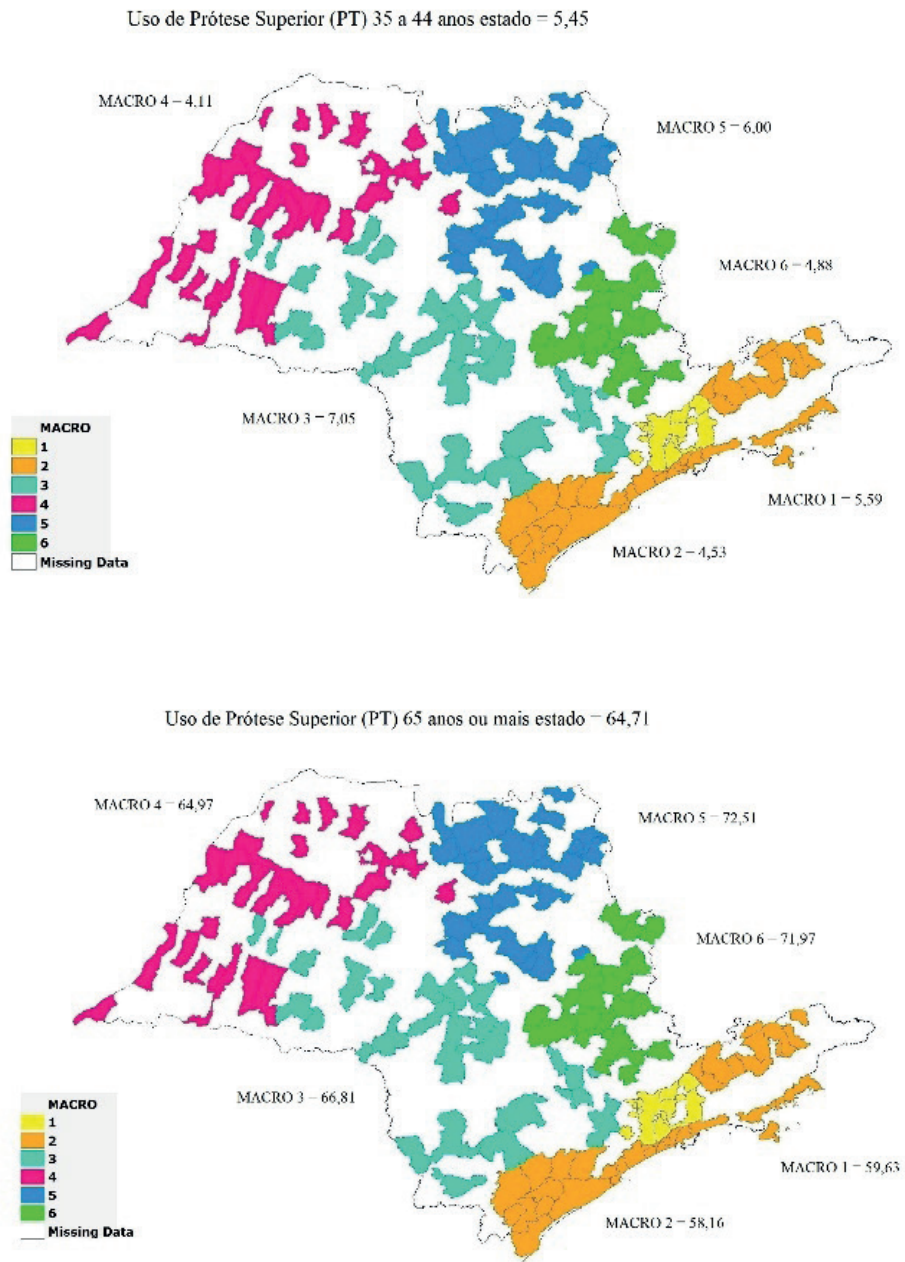 Uso de Prótese Superior (PT) 35 a 44 anos estado = 5,45
MACRO 4 = 4,11
MACRO 5 = 6,00
MACRO 6 = 4,88
MACRO 3 = 7,05
MACRO
1
2
3
4
5
6
Missing Data
MACRO 1 = 5,59
MACRO 2 = 4,53
Uso de Prótese Superior (PT) 65 anos ou mais estado = 64,71
MACRO 4 = 64,97
MACRO 5 = 72,51
MACRO 6 = 71,97
MACRO 3 = 66,81
MACRO
1
2
3
4
5
6
Missing Data
MACRO 1 = 59,63
MACRO 2 = 58,16